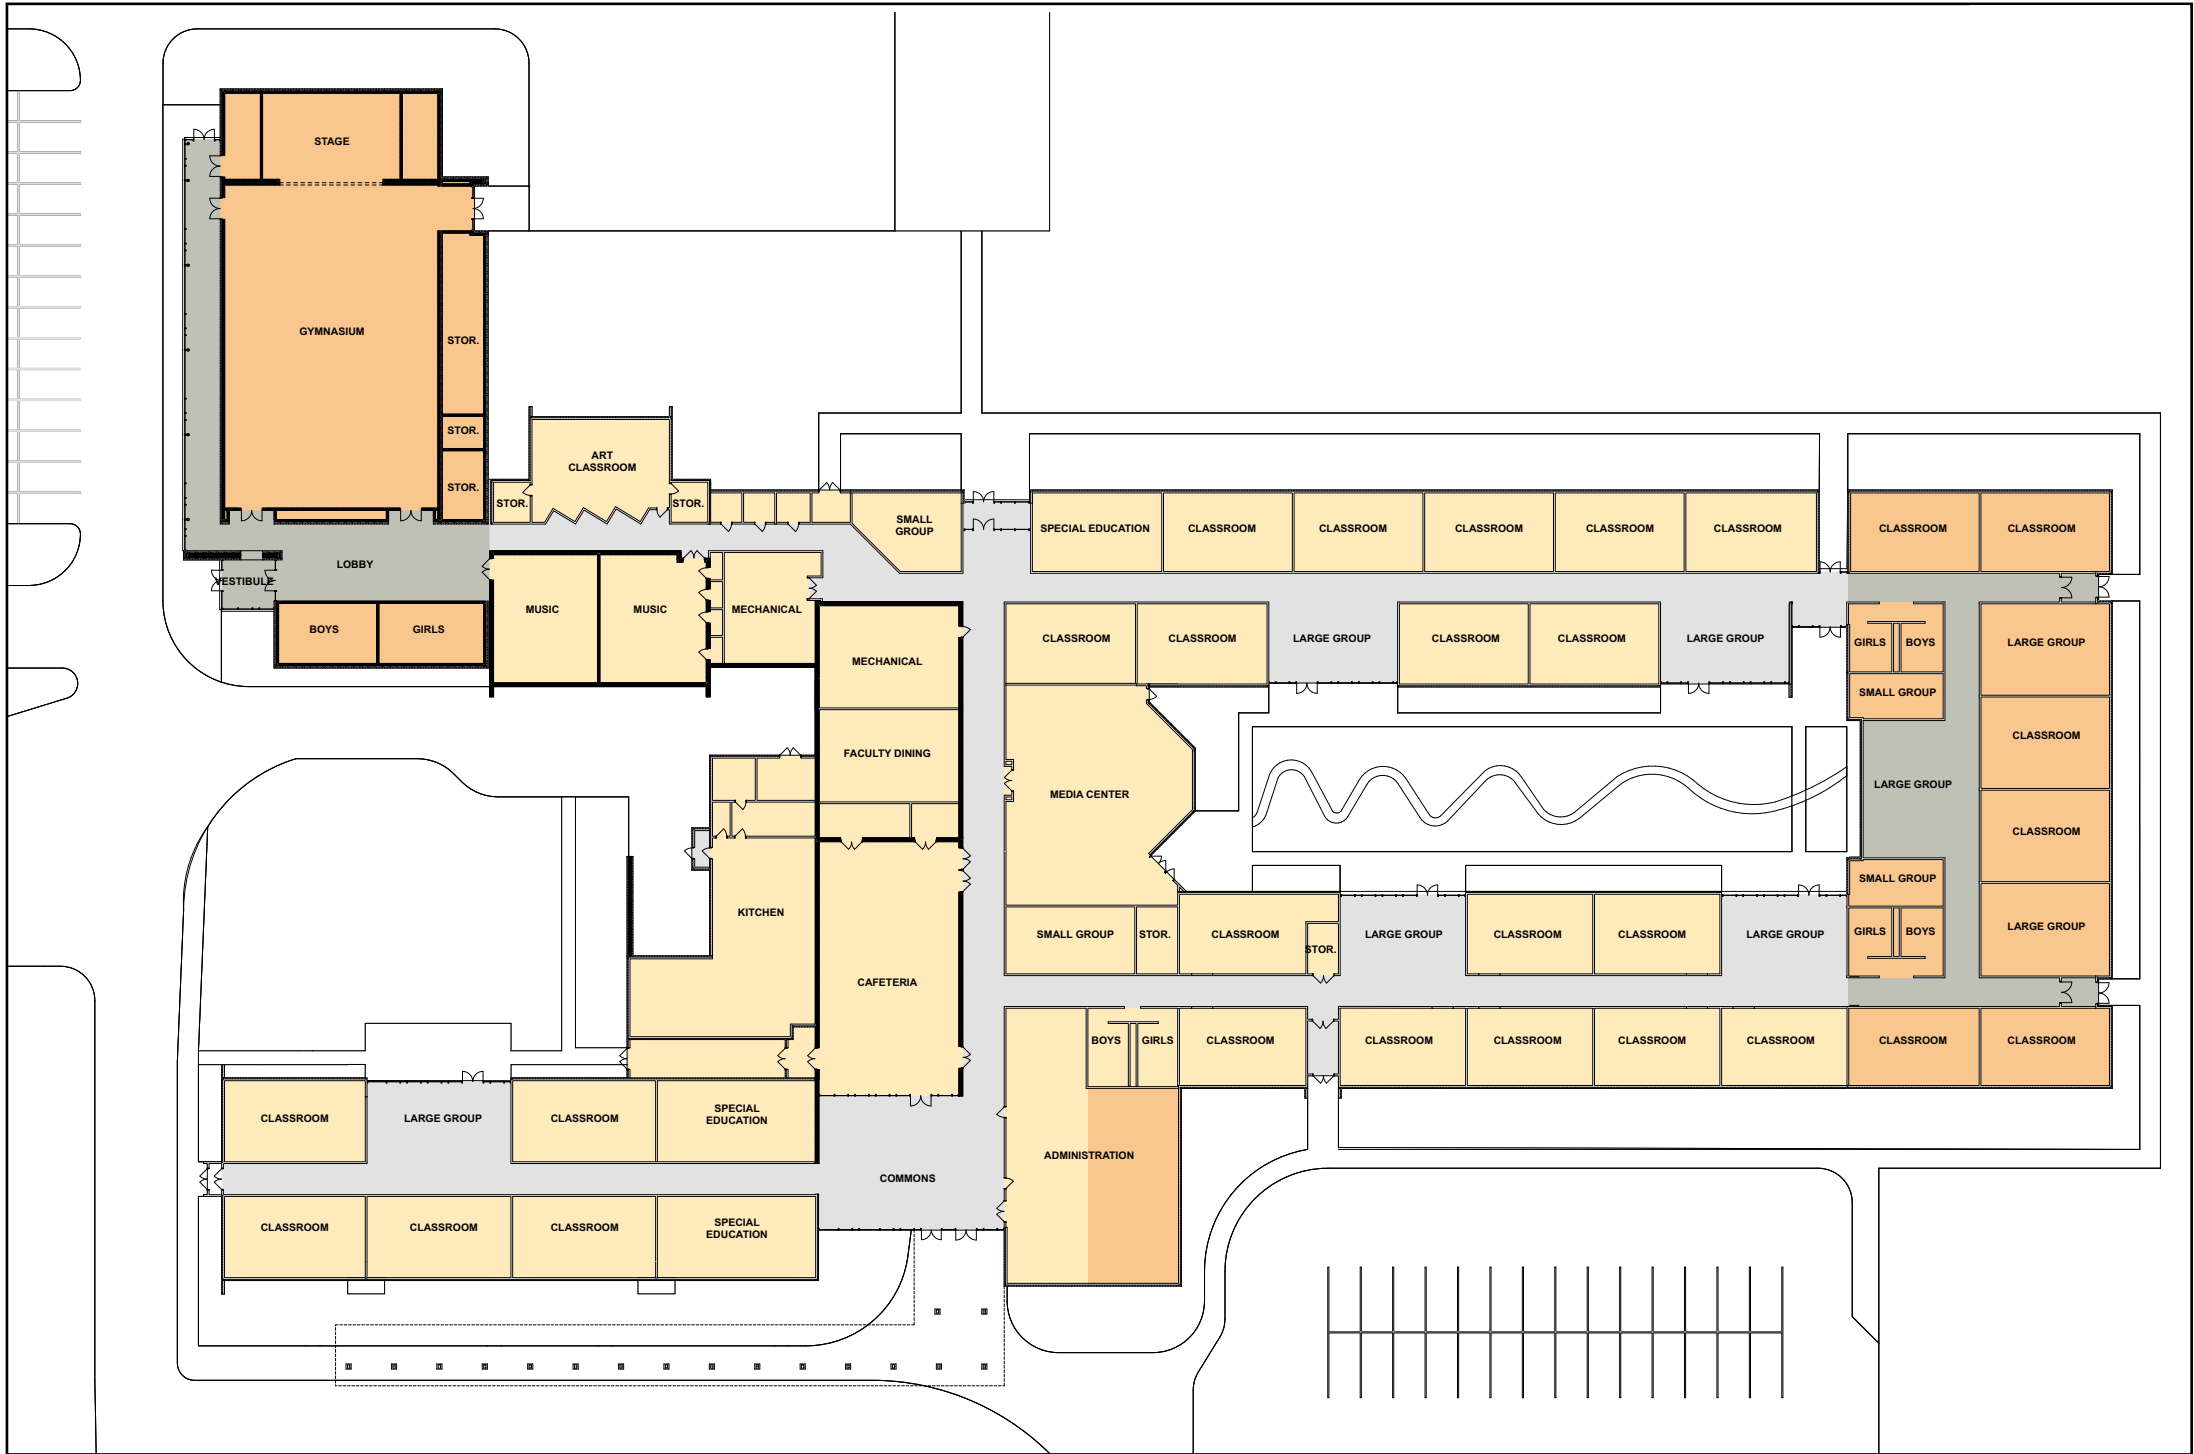 STAGE
GYMNASIUM
STOR.
STOR.
STOR.
ART
CLASSROOM
STOR.
STOR.
SMALL
GROUP
SPECIAL EDUCATION
CLASSROOM
CLASSROOM
CLASSROOM
CLASSROOM
CLASSROOM
CLASSROOM
CLASSROOM
LOBBY
VESTIBULE
BOYS
GIRLS
MUSIC
MUSIC
MECHANICAL
MECHANICAL
CLASSROOM
CLASSROOM
LARGE GROUP
CLASSROOM
CLASSROOM
LARGE GROUP
GIRLS
BOYS
LARGE GROUP
SMALL GROUP
CLASSROOM
FACULTY DINING
MEDIA CENTER
LARGE GROUP
CLASSROOM
SMALL GROUP
KITCHEN
SMALL GROUP
STOR.
CLASSROOM
STOR.
LARGE GROUP
CLASSROOM
CLASSROOM
LARGE GROUP
GIRLS
BOYS
LARGE GROUP
CAFETERIA
BOYS
GIRLS
CLASSROOM
CLASSROOM
CLASSROOM
CLASSROOM
CLASSROOM
CLASSROOM
CLASSROOM
CLASSROOM
LARGE GROUP
CLASSROOM
SPECIAL
EDUCATION
ADMINISTRATION
COMMONS
CLASSROOM
CLASSROOM
CLASSROOM
SPECIAL
EDUCATION